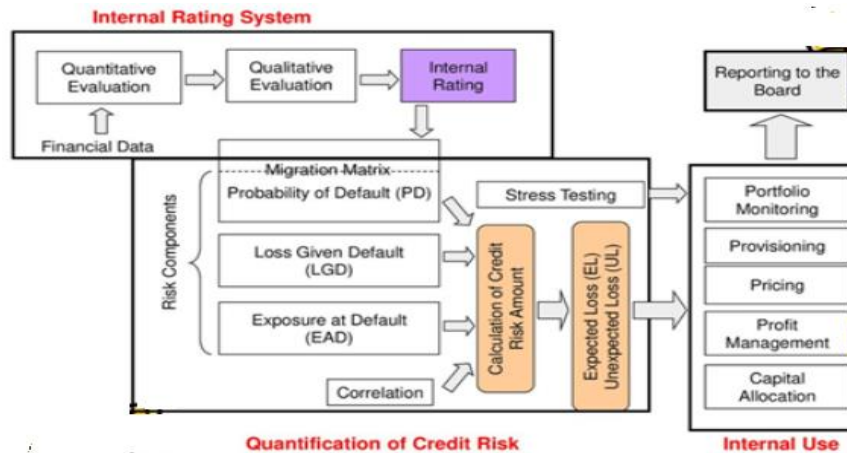 Internal Rating System
Quantitative
Evaluation
Qualitative
Evaluation
Internal
Rating
Reporting to the
Board
Financial Data
Migration Matrix
Probability of Default (PD)
Stress Testing
Portfolio
Monitoring
Risk Components
Loss Given Default
(LGD)
Calculation of Credit
Risk Amount
Expected Loss (EL)
Unexpected Loss (UL)
Provisioning
Pricing
Exposure at Default
(EAD)
Profit
Management
Correlation
Capital
Allocation
Quantification of Credit Risk
Internal Use